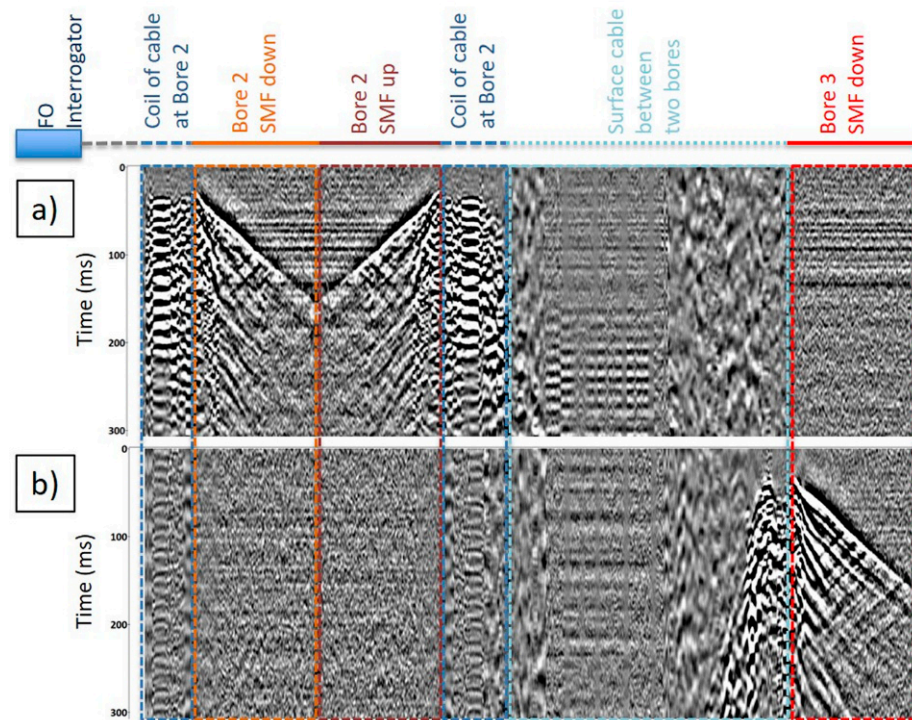 FO
Interrogator
Coil of cable
at Bore 2
Bore 2
SMF down
Bore 2
SMF up
Coil of cable
at Bore 2
Surface cable
between
two bores
Bore 3
SMF down
a)
Time (ms)
0
100
200
300
b)
Time (ms)
0
100
200
300